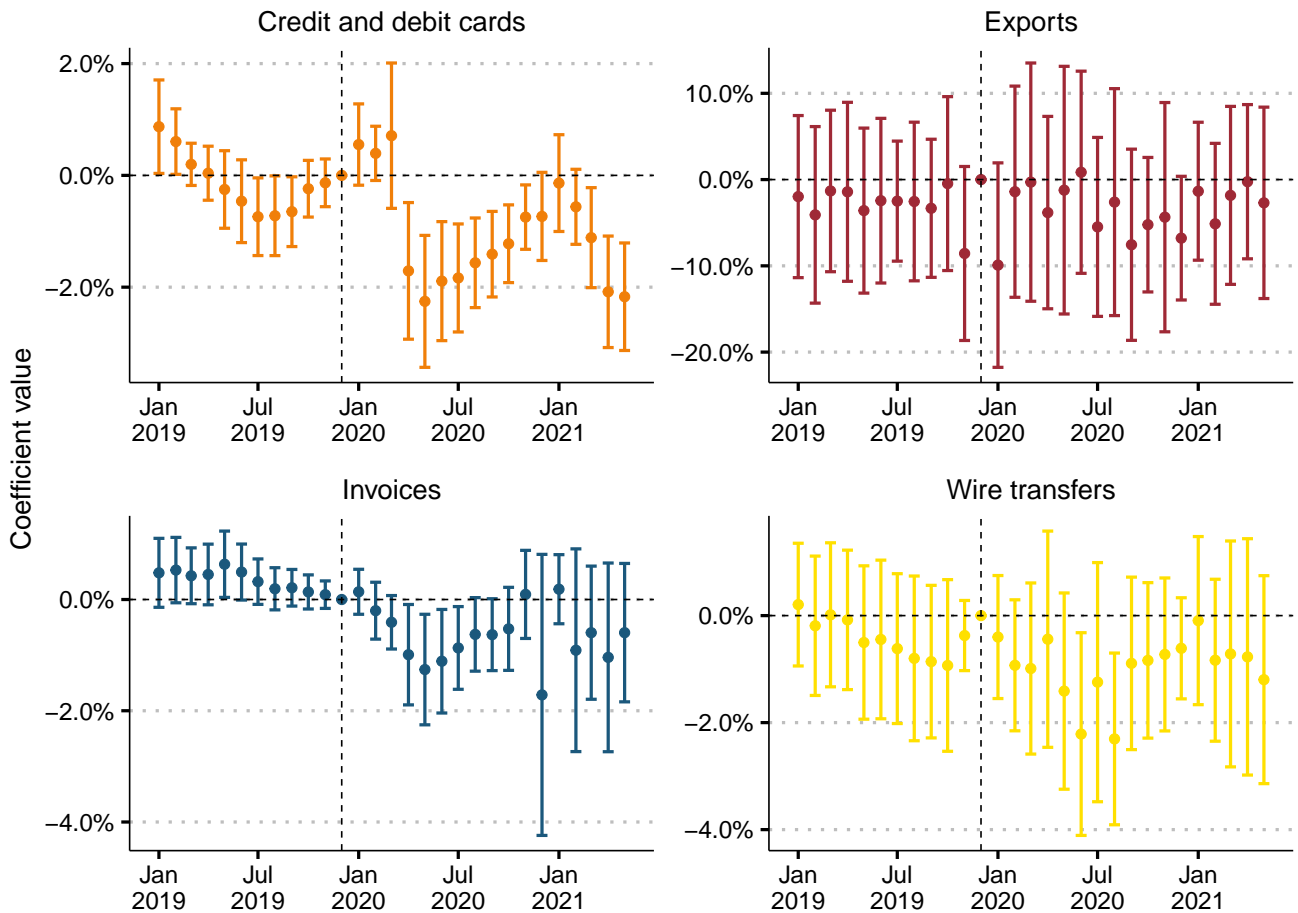 Coefficient value
Credit and debit cards
2.0%
0.0%
−2.0%
Jan
2019
Jul
2019
Jan
2020
Jul
2020
Jan
2021
Exports
10.0%
0.0%
−10.0%
−20.0%
Jan
2019
Jul
2019
Jan
2020
Jul
2020
Jan
2021
Invoices
0.0%
−2.0%
−4.0%
Jan
2019
Jul
2019
Jan
2020
Jul
2020
Jan
2021
Wire transfers
0.0%
−2.0%
−4.0%
Jan
2019
Jul
2019
Jan
2020
Jul
2020
Jan
2021